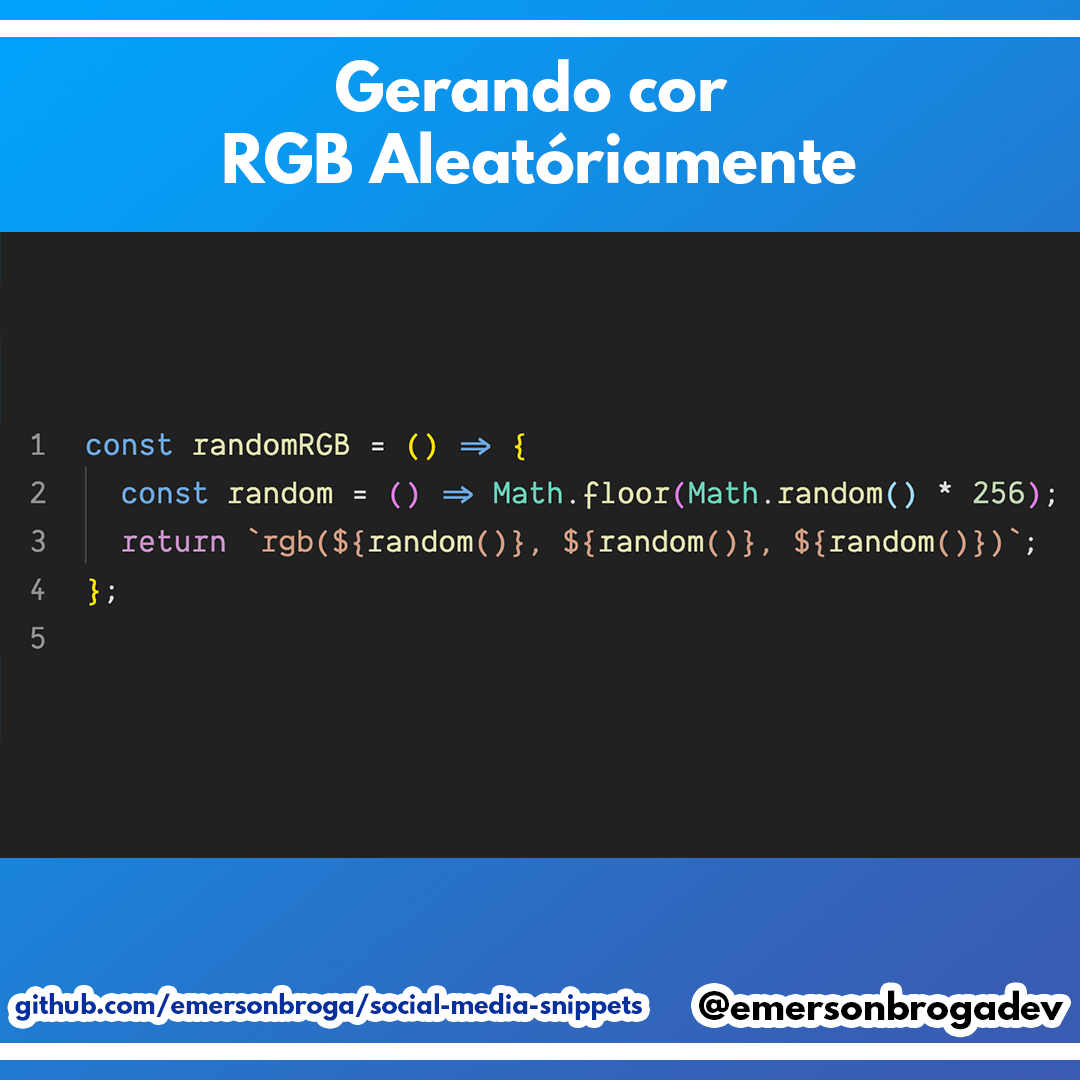 Gerando cor
RGB Aleatóriamente
1 const randomRGB = () => {
2 const random = () => Math.floor(Math.random() * 256);
3 return `rgb(${random()}, ${random()}, ${random()})`;
4 };
5
github.com/emersonbroga/social-media-snippets
@emersonbrogadev